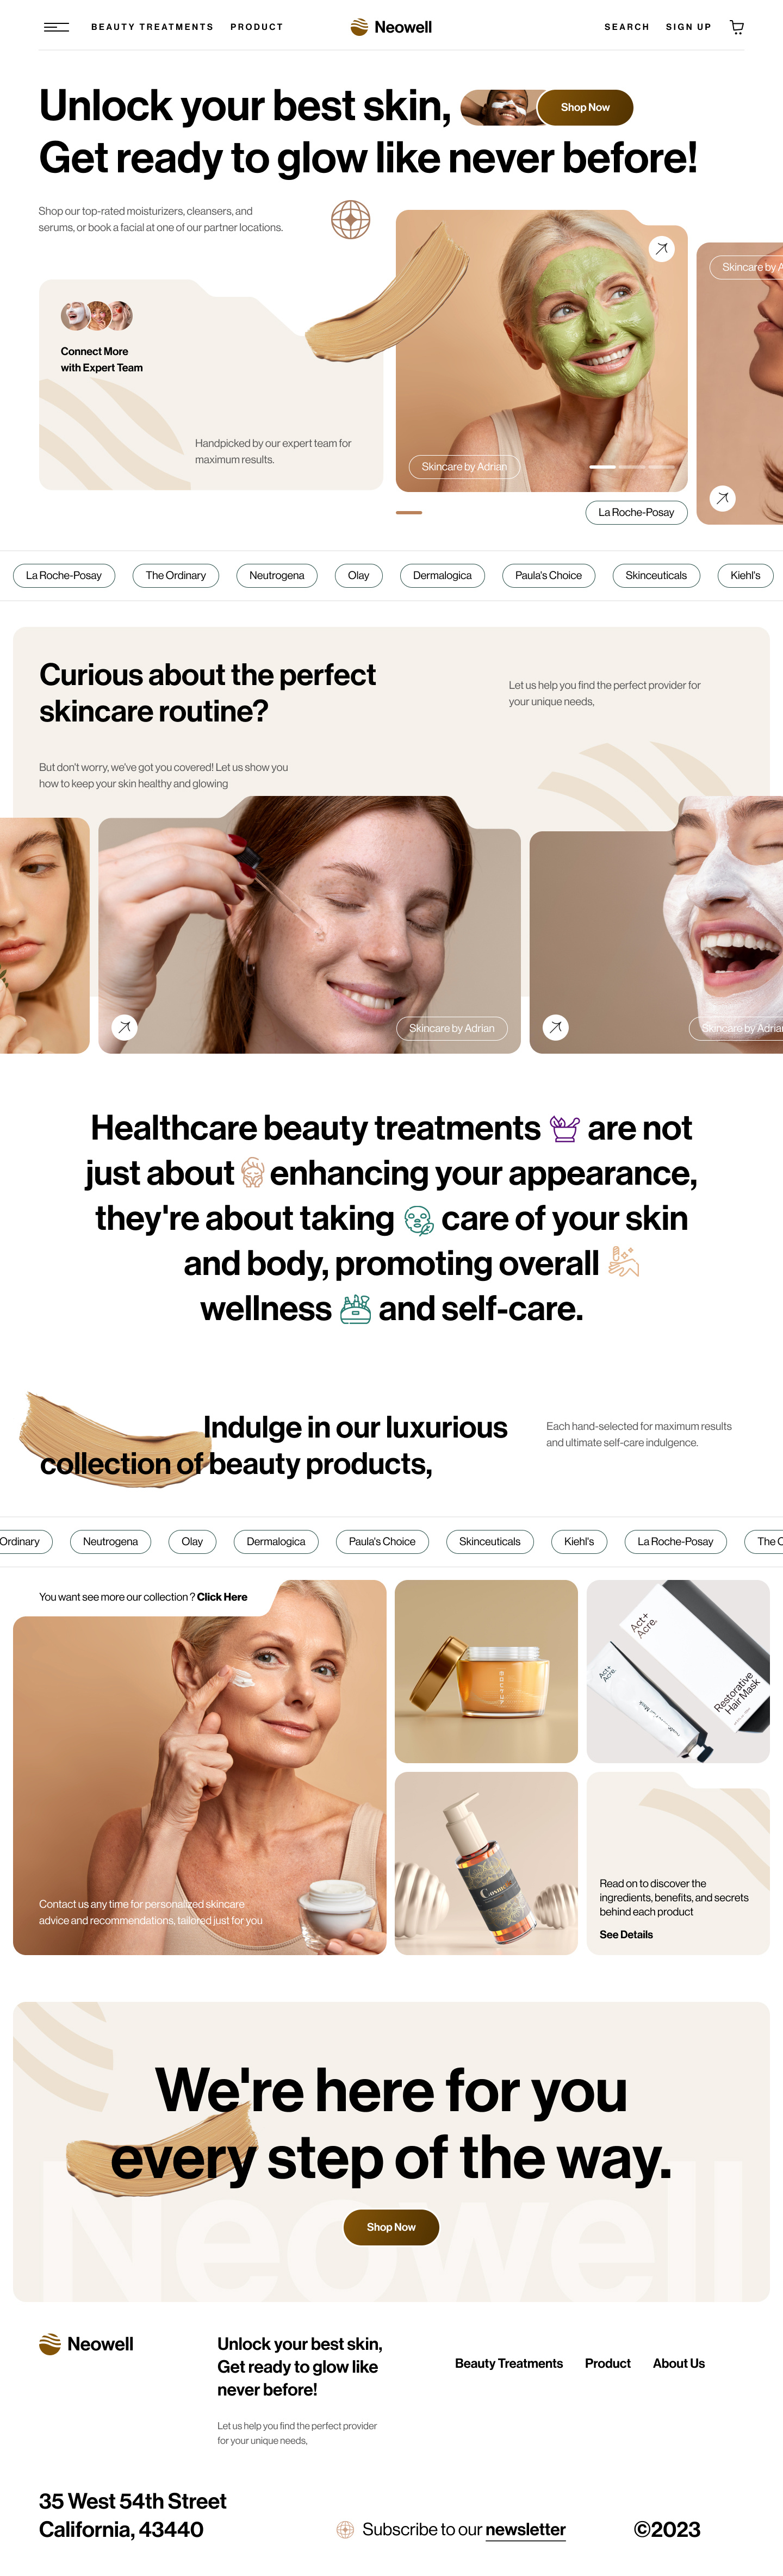 BEAUTY TREATMENTS
PRODUCT
Neowell
SEARCH
SIGN UP
Unlock your best skin,
Shop Now
Get ready to glow like never before!
Shop our top-rated moisturizers, cleansers, and
serums, or book a facial at one of our partner locations.
Connect More
with Expert Team
Handpicked by our expert team for
maximum results.
Skincare by Adrian
Skincare by A
La Roche-Posay
La Roche-Posay
The Ordinary
Neutrogena
Olay
Dermalogica
Paula's Choice
Skinceuticals
Kiehl's
Curious about the perfect
skincare routine?
Let us help you find the perfect provider for
your unique needs,
But don't worry, we've got you covered! Let us show you
how to keep your skin healthy and glowing
Skincare by Adrian
Skincare by Adrian
Healthcare beauty treatments are not
just about enhancing your appearance,
they're about taking care of your skin
and body, promoting overall
wellness and self-care.
Indulge in our luxurious
collection of beauty products,
Each hand-selected for maximum results
and ultimate self-care indulgence.
Ordinary
Neutrogena
Olay
Dermalogica
Paula's Choice
Skinceuticals
Kiehl's
La Roche-Posay
The O
You want see more our collection ? Click Here
Contact us any time for personalized skincare
advice and recommendations, tailored just for you
Act+
Acre.
Restorative
Hair Mask
Act+
Acre.
Cosmee
Read on to discover the
ingredients, benefits, and secrets
behind each product
See Details
We're here for you
every step of the way.
Shop Now
Neowell
Neowell
Unlock your best skin,
Get ready to glow like
never before!
Let us help you find the perfect provider
for your unique needs,
Beauty Treatments
Product
About Us
35 West 54th Street
California, 43440
Subscribe to our newsletter
©2023